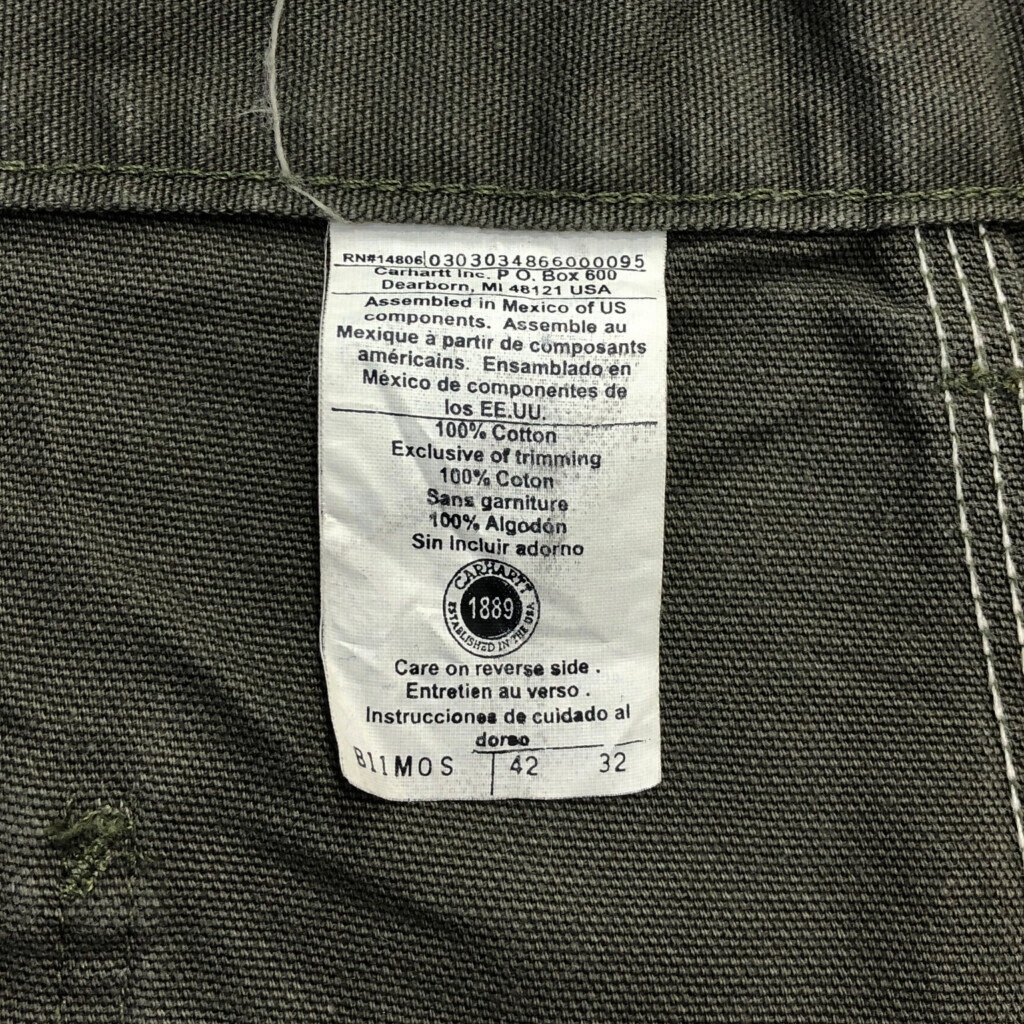 RN#14806 0303034866000095
Carhartt Inc. P O. Box 600
Dearborn, MI 48121 USA
Assembled in Mexico of US
components. Assemble au
Mexique à partir de composants
américains. Ensamblado en
México de componentes de
los EE.UU.
100% Cotton
Exclusive of trimming
100% Coton
Sans garniture
100% Algodón
Sin Incluir adorno
CARHARTT
1889
ESTABLISHED IN THE USA
Care on reverse side .
Entretien au verso .
Instrucciones de cuidado al
dorso
B11MOS 42 32